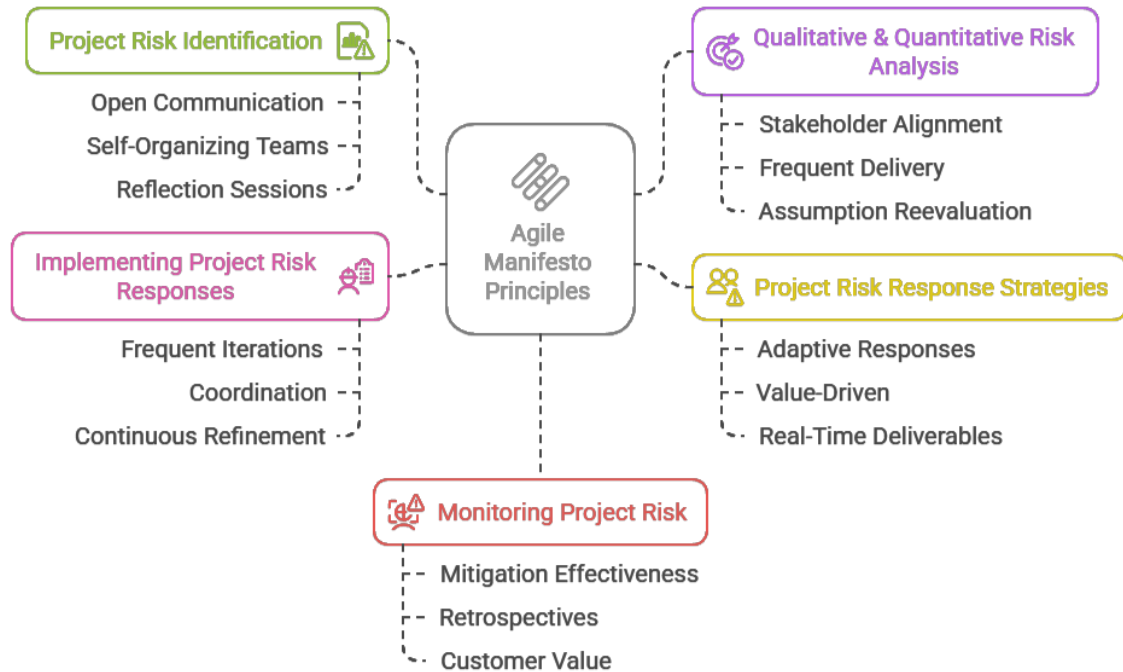 Project Risk Identification
Open Communication
Self-Organizing Teams
Reflection Sessions
Qualitative & Quantitative Risk
Analysis
Stakeholder Alignment
Frequent Delivery
Assumption Reevaluation
Agile
Manifesto
Principles
Implementing Project Risk
Responses
Frequent Iterations
Coordination
Continuous Refinement
Project Risk Response Strategies
Adaptive Responses
Value-Driven
Real-Time Deliverables
Monitoring Project Risk
Mitigation Effectiveness
Retrospectives
Customer Value